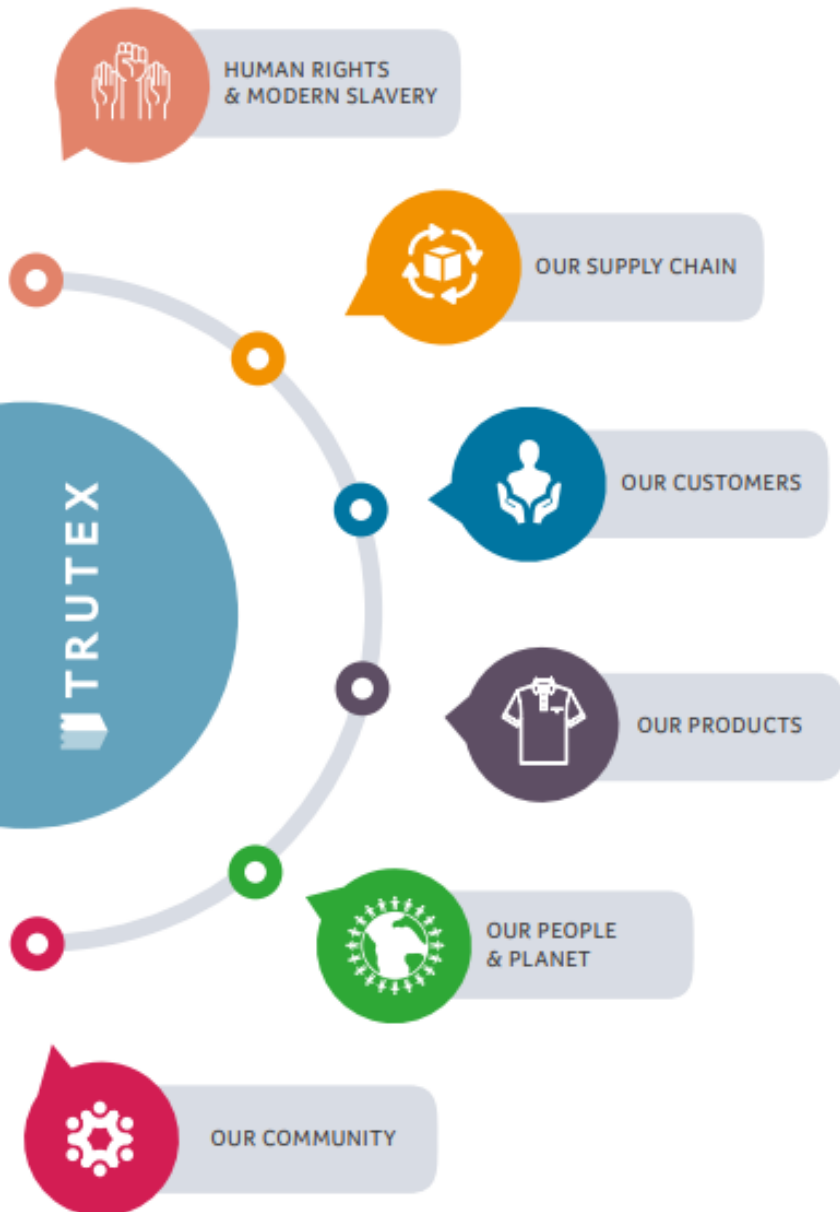 HUMAN RIGHTS
& MODERN SLAVERY
OUR SUPPLY CHAIN
OUR CUSTOMERS
TRUTEX
OUR PRODUCTS
OUR PEOPLE
& PLANET
OUR COMMUNITY